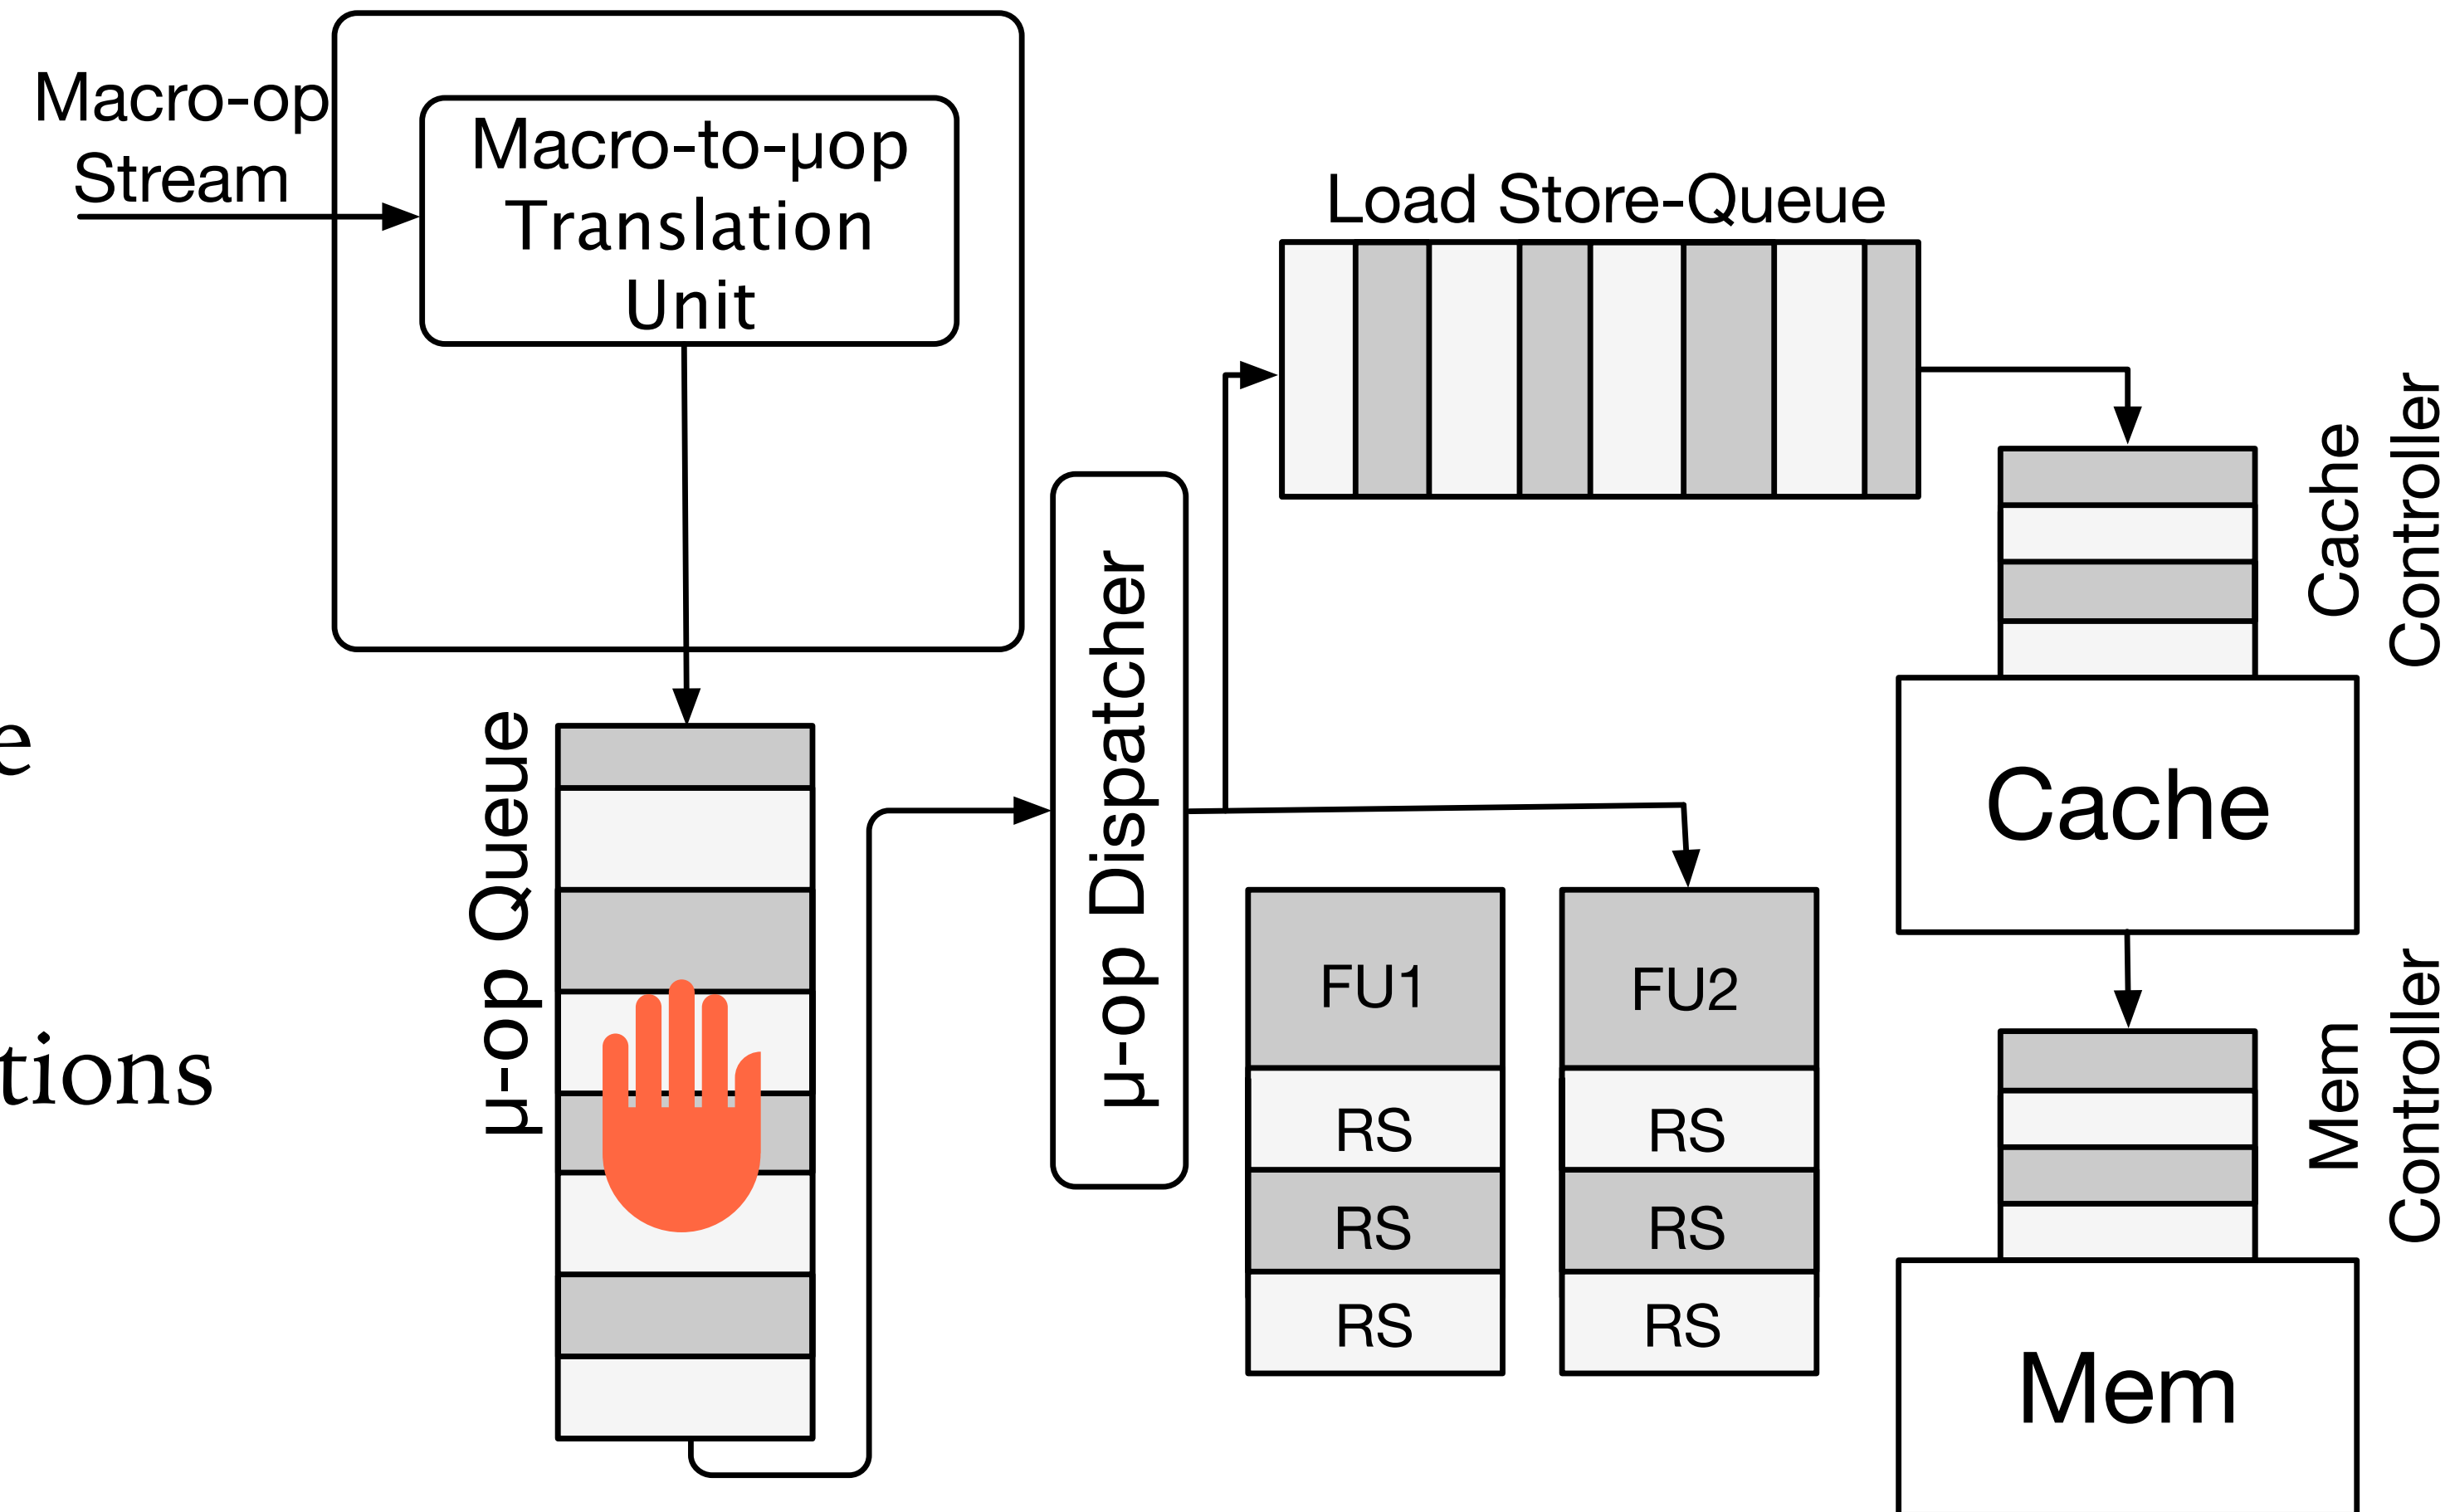 Macro-op
Stream
Macro-to-µop
Translation
Unit
Load Store-Queue
Cache
Controller
µ-op Queue
µ-op Dispatcher
Cache
FU1
FU2
RS
RS
RS
RS
RS
RS
Mem
Controller
Mem
e
tions